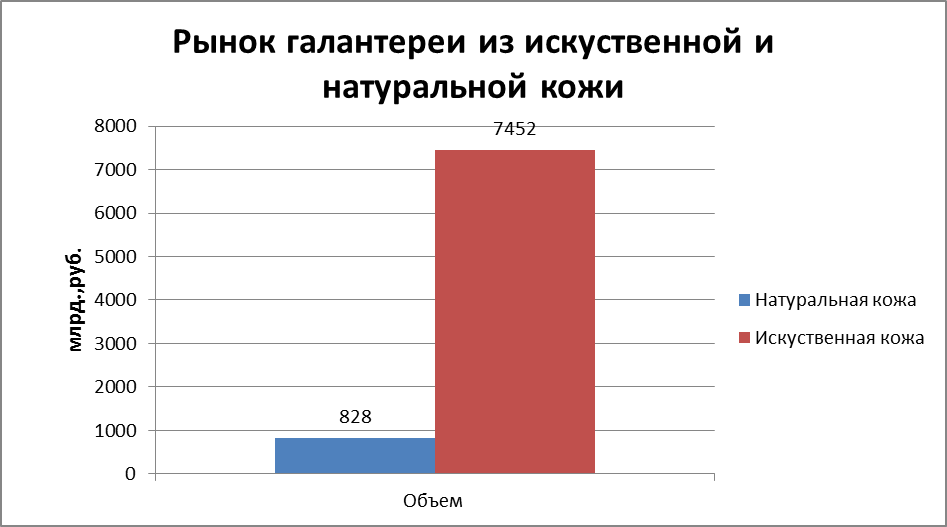 Рынок галантереи из искуственной и
натуральной кожи
8000
7000
6000
5000
4000
3000
2000
1000
0
млрд.,руб.
7452
828
Объем
Натуральная кожа
Искуственная кожа